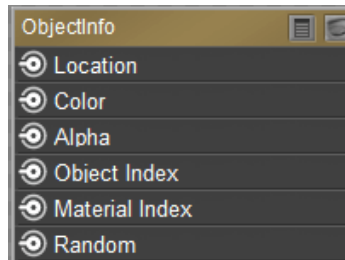 ObjectInfo
Location
Color
Alpha
Object Index
Material Index
Random